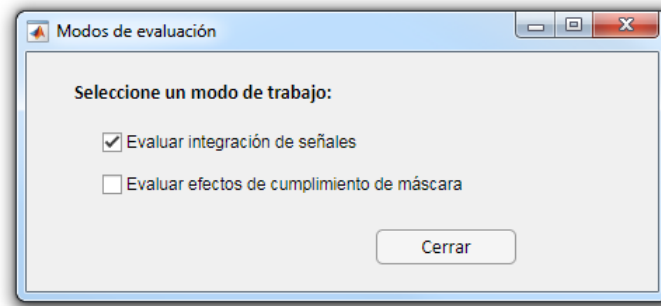 Modos de evaluación
Seleccione un modo de trabajo:
Evaluar integración de señales
Evaluar efectos de cumplimiento de máscara
Cerrar